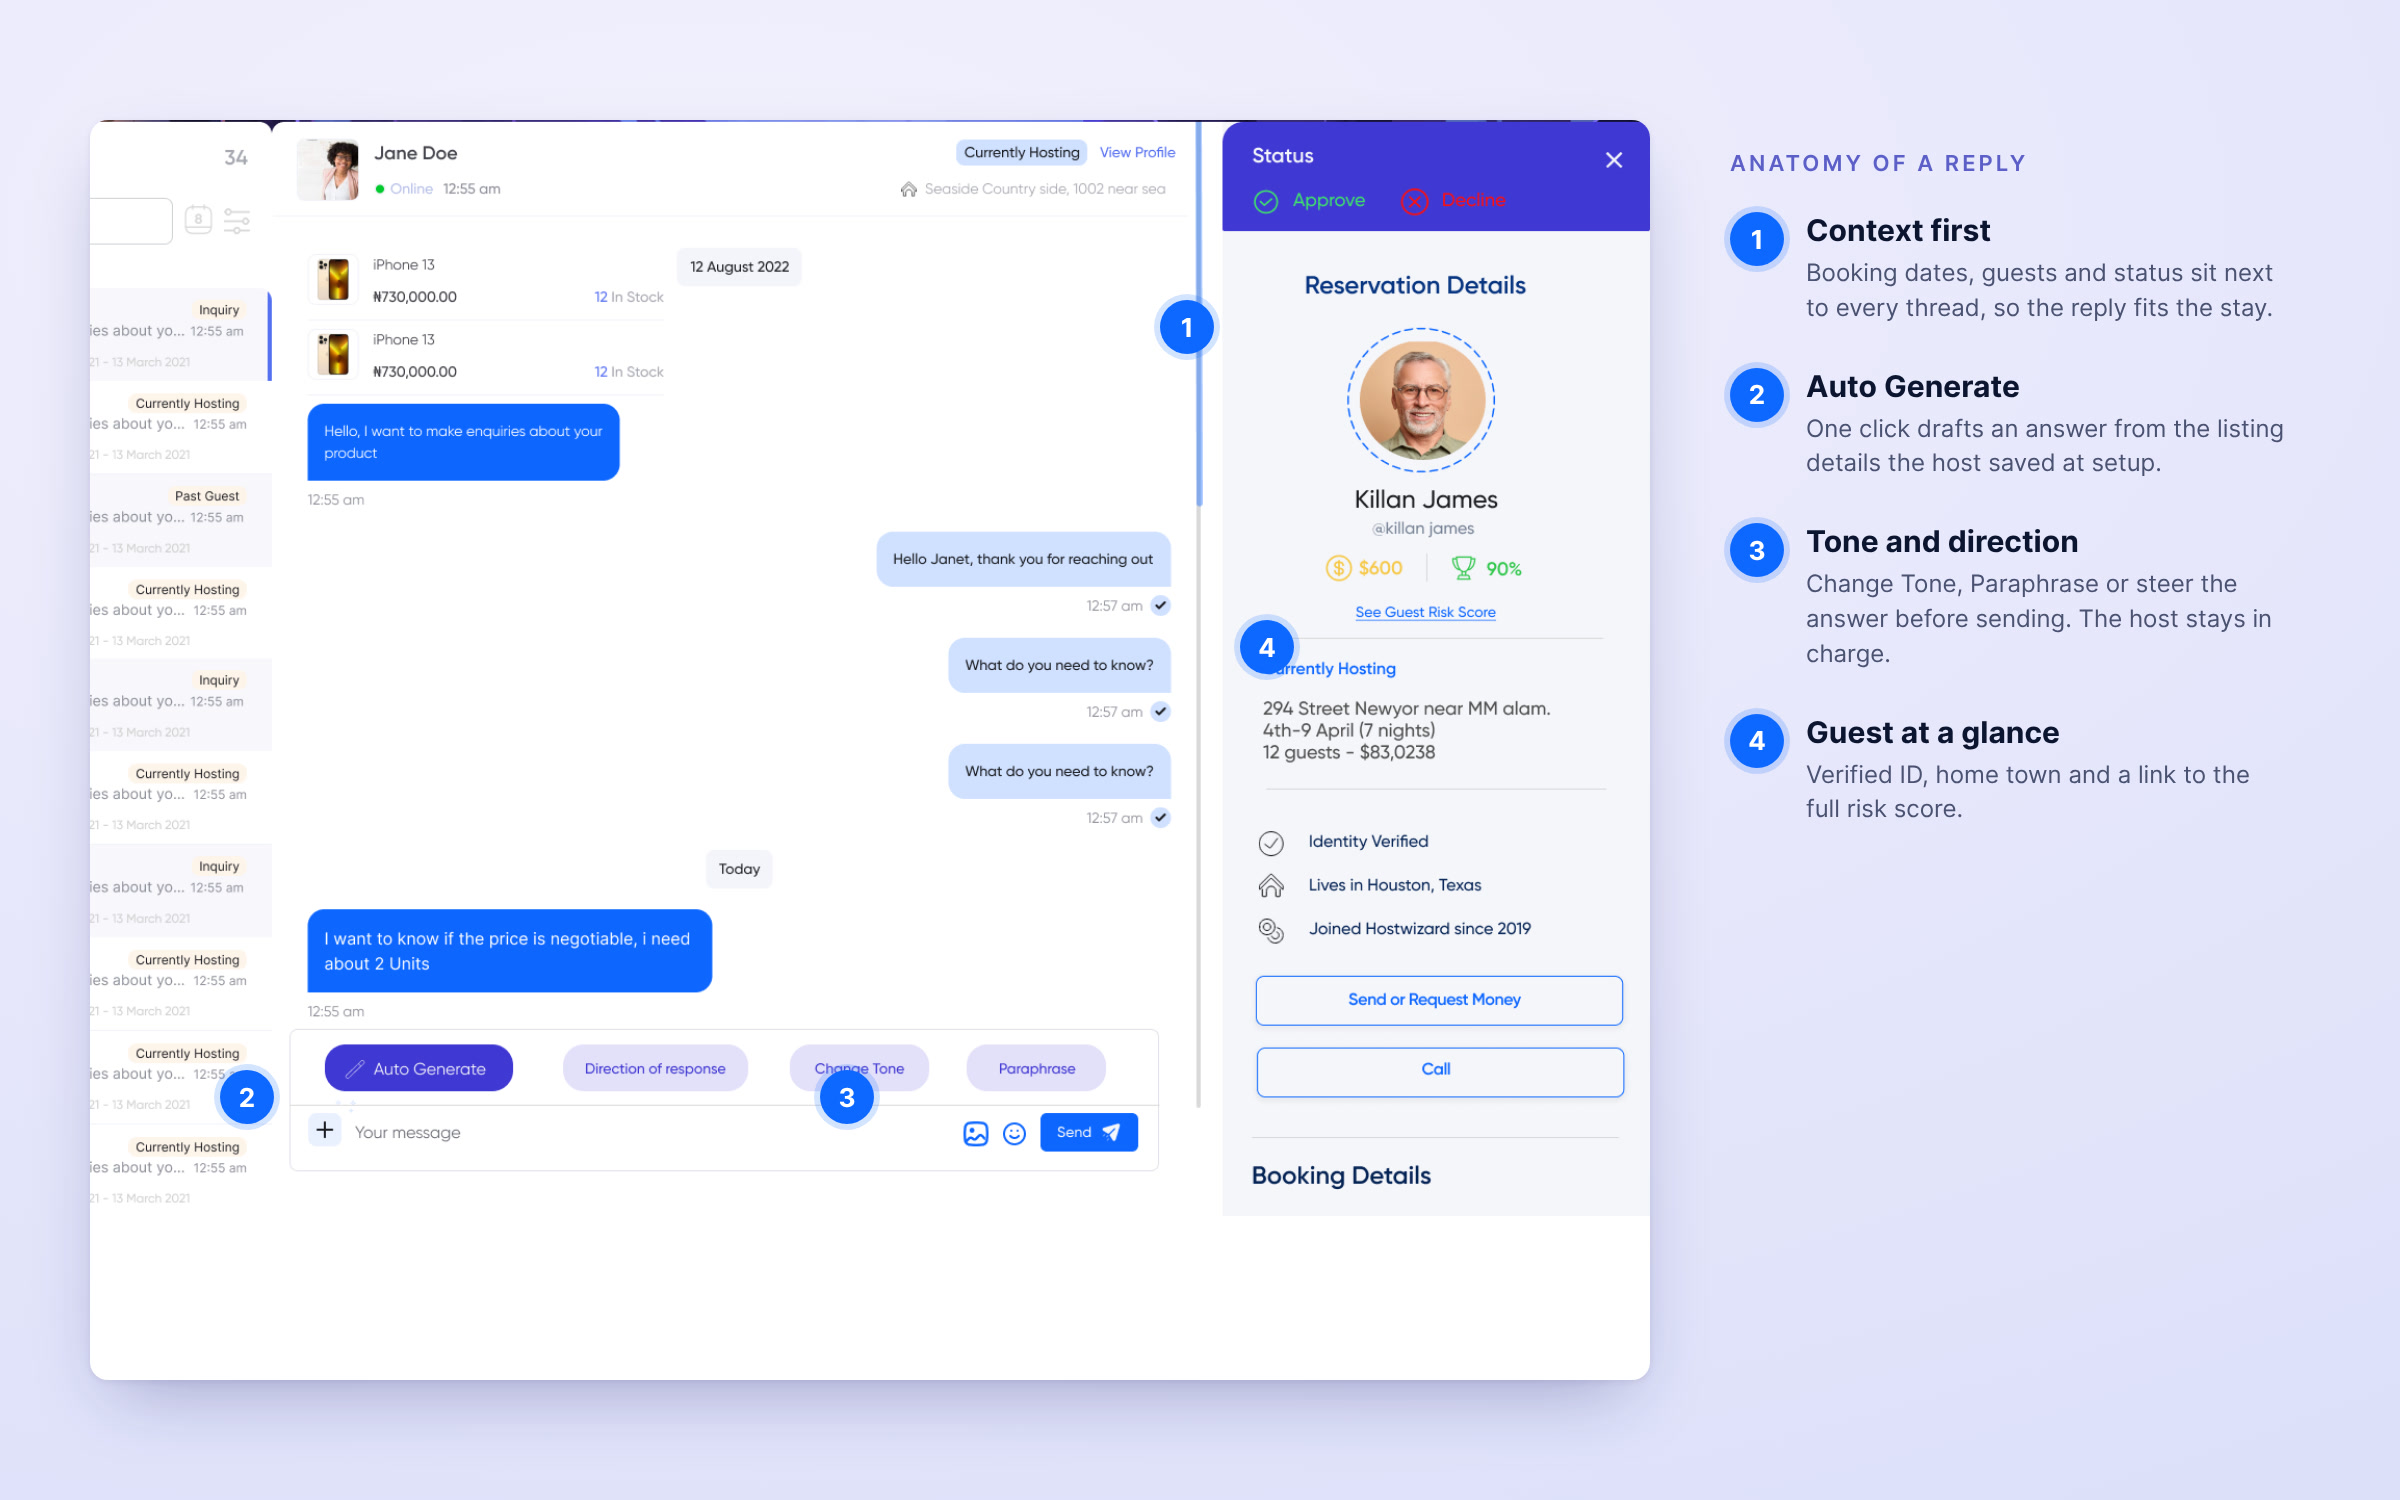 34
8
Inquiry
ies about yo... 12:55 am
21 - 13 March 2021
Currently Hosting
ies about yo... 12:55 am
21 - 13 March 2021
Past Guest
ies about yo... 12:55 am
21 - 13 March 2021
Currently Hosting
ies about yo... 12:55 am
21 - 13 March 2021
Inquiry
ies about yo... 12:55 am
21 - 13 March 2021
Currently Hosting
ies about yo... 12:55 am
21 - 13 March 2021
Inquiry
ies about yo... 12:55 am
21 - 13 March 2021
Currently Hosting
ies about yo... 12:55 am
21 - 13 March 2021
Currently Hosting
ies about yo... 12:55
21 - 13 March 2021
2
Currently Hosting
ies about yo... 12:55 am
21 - 13 March 2021
Jane Doe
Online 12:55 am
Currently Hosting View Profile
Seaside Country side, 1002 near sea
12 August 2022
iPhone 13
₦730,000.00 12 In Stock
iPhone 13
₦730,000.00 12 In Stock
Hello, I want to make enquiries about your
product
12:55 am
Hello Janet, thank you for reaching out
12:57 am
What do you need to know?
12:57 am
What do you need to know?
12:57 am
Today
I want to know if the price is negotiable, i need
about 2 Units
12:55 am
Auto Generate Direction of response Change Tone Paraphrase
3
Your message Send
1
Status
Approve Decline
Reservation Details
Killan James
@killan james
$600 90%
See Guest Risk Score
4
urrently Hosting
294 Street Newyor near MM alam.
4th-9 April (7 nights)
12 guests - $83,0238
Identity Verified
Lives in Houston, Texas
Joined Hostwizard since 2019
Send or Request Money
Call
Booking Details
ANATOMY OF A REPLY
1 Context first
Booking dates, guests and status sit next
to every thread, so the reply fits the stay.
2 Auto Generate
One click drafts an answer from the listing
details the host saved at setup.
3 Tone and direction
Change Tone, Paraphrase or steer the
answer before sending. The host stays in
charge.
4 Guest at a glance
Verified ID, home town and a link to the
full risk score.